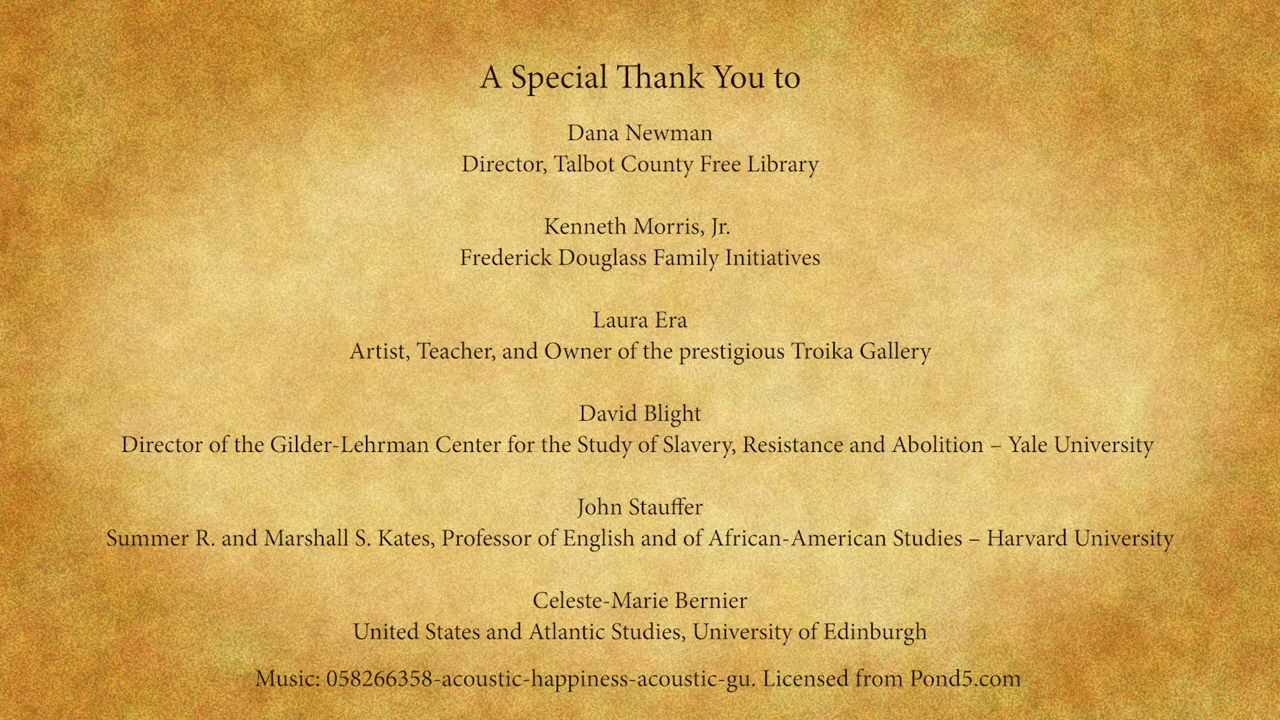 A Special Thank You to
Dana Newman
Director, Talbot County Free Library
Kenneth Morris, Jr.
Frederick Douglass Family Initiatives
Laura Era
Artist, Teacher, and Owner of the prestigious Troika Gallery
David Blight
Director of the Gilder-Lehrman Center for the Study of Slavery, Resistance and Abolition – Yale University
John Stauffer
Summer R. and Marshall S. Kates, Professor of English and of African-American Studies – Harvard University
Celeste-Marie Bernier
United States and Atlantic Studies, University of Edinburgh
Music: 058266358-acoustic-happiness-acoustic-gu. Licensed from Pond5.com